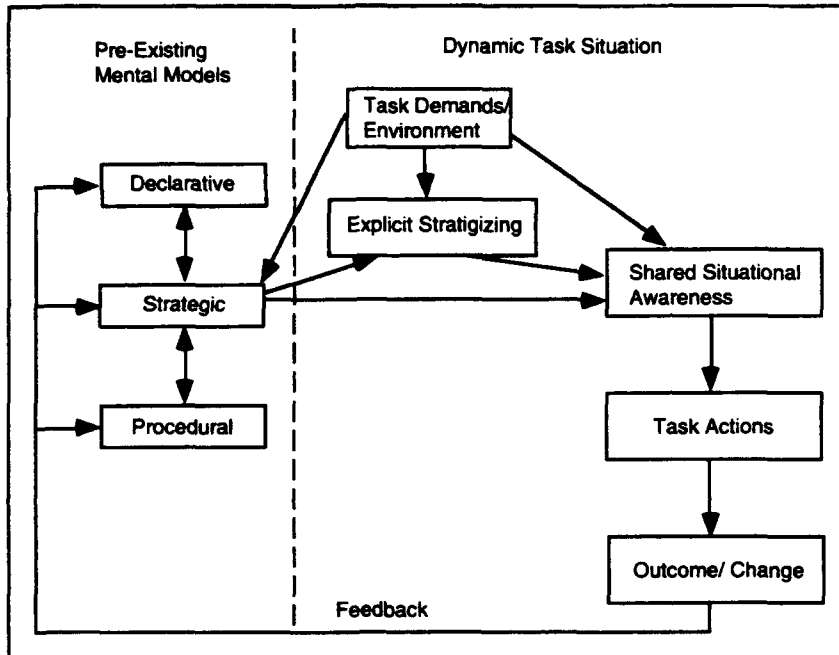 Pre-Existing
Mental Models
Dynamic Task Situation
Task Demands/
Environment
Declarative
Explicit Stratigizing
Strategic
Shared Situational
Awareness
Procedural
Task Actions
Outcome/ Change
Feedback